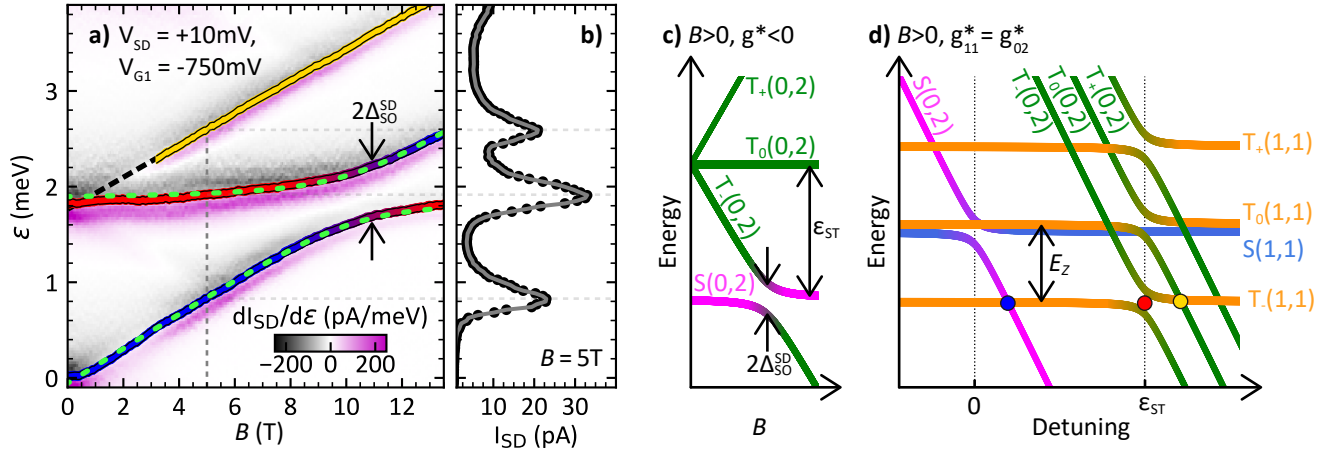 a) V_SD = +10mV,
V_G1 = -750mV
2Δ_SO^SD
dI_SD/dε (pA/meV)
−200 0 200
ε (meV)
3
2
1
0
0 2 4 6 8 10 12
B (T)
b)
B = 5T
10 20 30 40
I_SD (pA)
c) B>0, g*<0
T₊(0,2)
T₀(0,2)
T₋(0,2)
S(0,2)
ε_ST
2Δ_SO^SD
Energy
B
d) B>0, g*_11 = g*_02
S(0,2)
T₋(0,2)
T₀(0,2)
T₊(0,2)
T₊(1,1)
T₀(1,1)
S(1,1)
T₋(1,1)
E_Z
Energy
0
ε_ST
Detuning